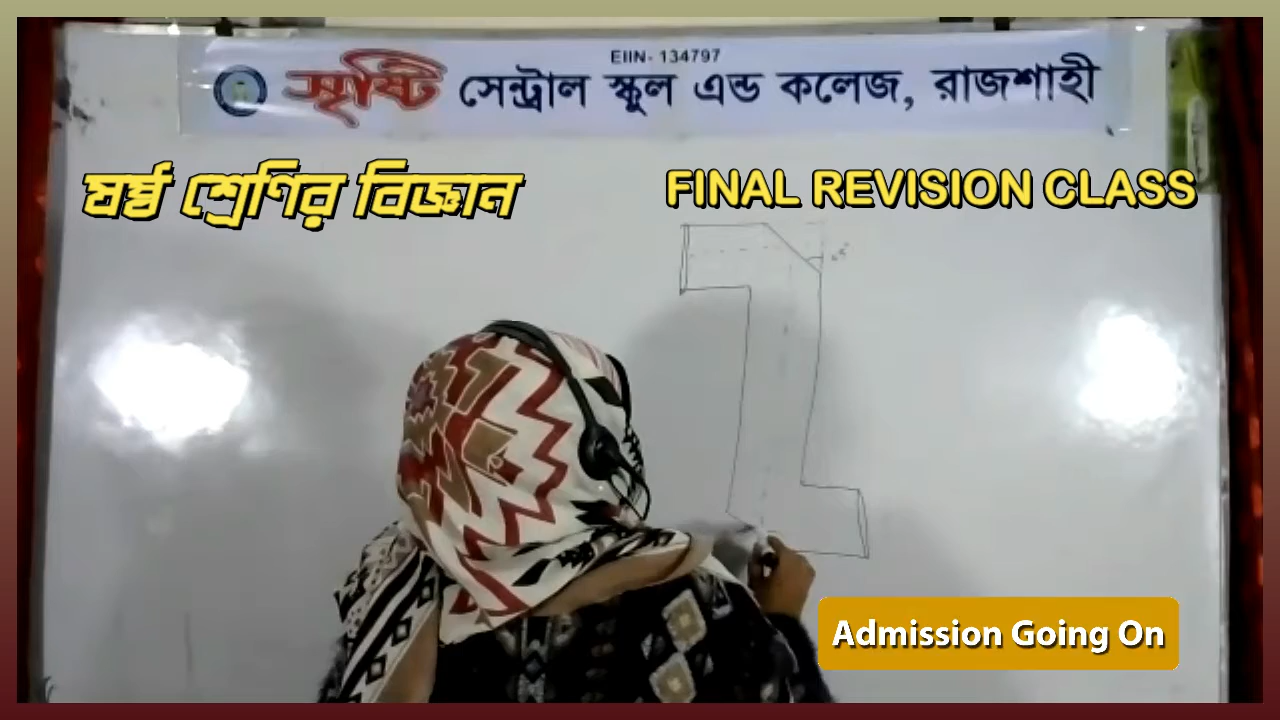 EIIN- 134797
সৃষ্টি সেন্ট্রাল স্কুল এন্ড কলেজ, রাজশাহী
ষষ্ঠ শ্রেণির বিজ্ঞান
FINAL REVISION CLASS
Admission Going On